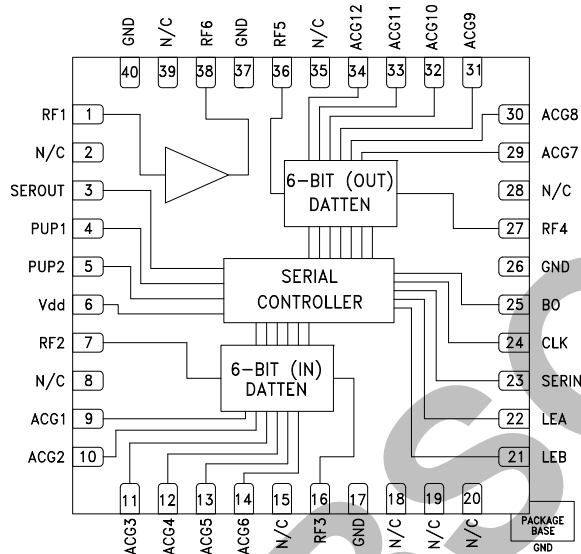 GND N/C RF6 GND RF5 N/C ACG12 ACG11 ACG10 ACG9
40 39 38 37 36 35 34 33 32 31
RF1 1
N/C 2
SEROUT 3
PUP1 4
PUP2 5
Vdd 6
RF2 7
N/C 8
ACG1 9
ACG2 10
6-BIT (OUT)
DATTEN
SERIAL
CONTROLLER
6-BIT (IN)
DATTEN
30 ACG8
29 ACG7
28 N/C
27 RF4
26 GND
25 BO
24 CLK
23 SERIN
22 LEA
21 LEB
11 12 13 14 15 16 17 18 19 20
ACG3 ACG4 ACG5 ACG6 N/C RF3 GND N/C N/C N/C
PACKAGE
BASE
GND